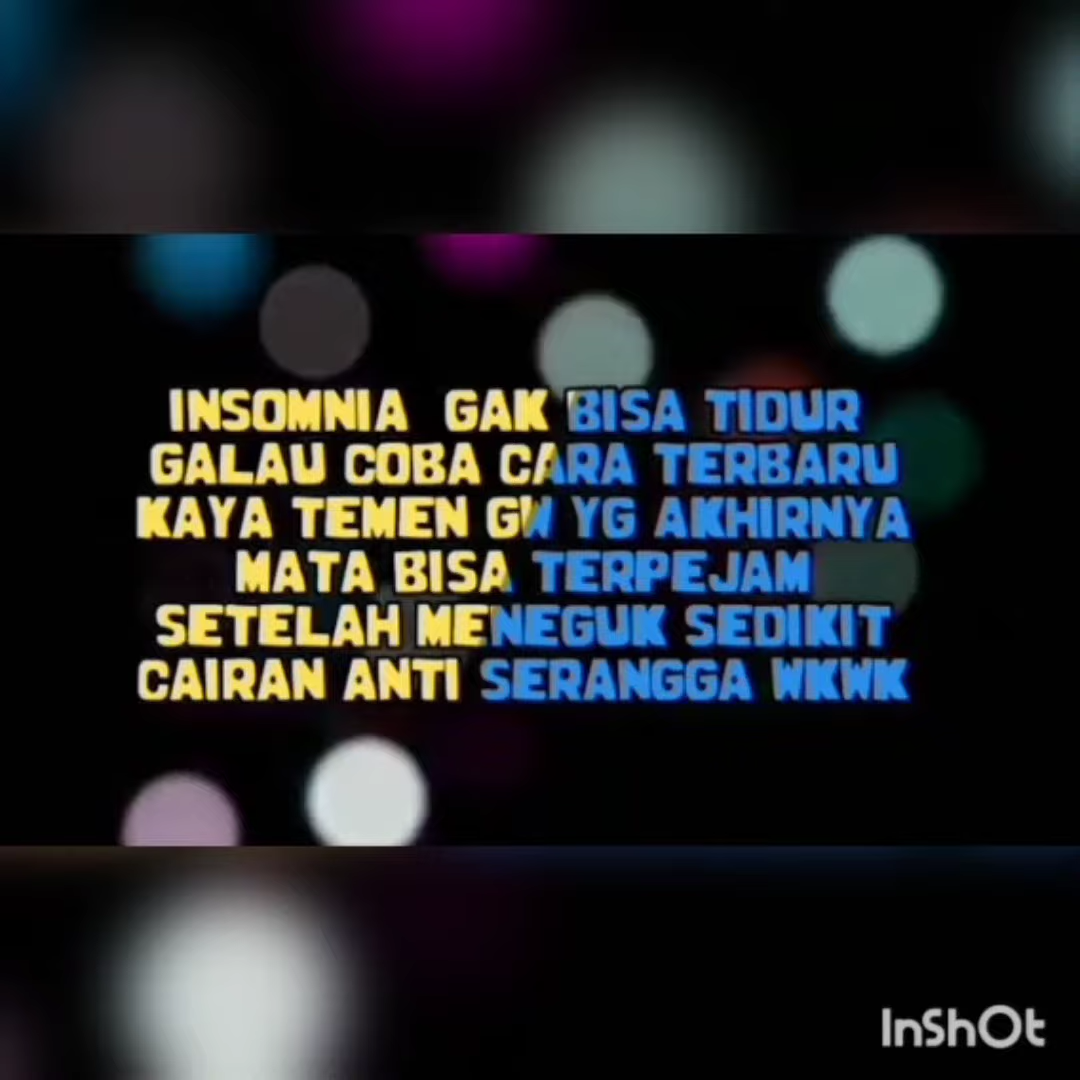 INSOMNIA GAK BISA TIDUR
GALAU COBA CARA TERBARU
KAYA TEMEN GW YG AKHIRNYA
MATA BISA TERPEJAM
SETELAH MENEGUK SEDIKIT
CAIRAN ANTI SERANGGA WKWK
InShOt